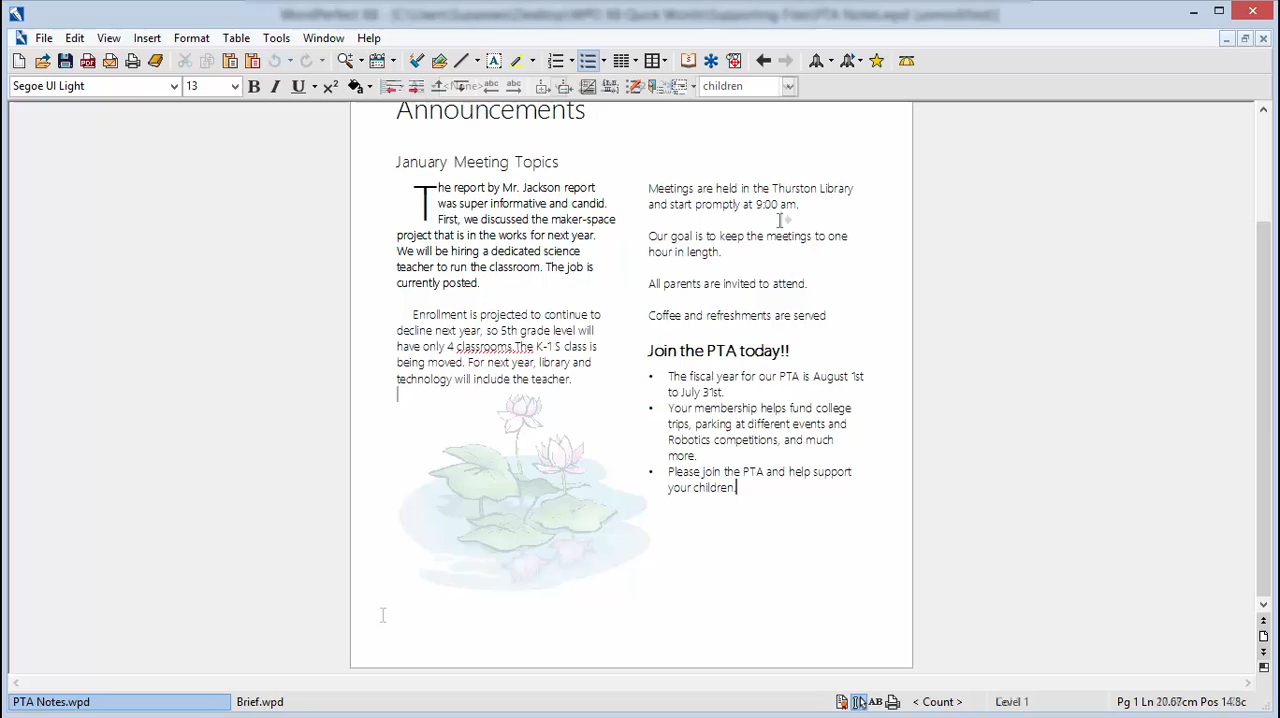 File Edit View Insert Format Table Tools Window Help
Segoe UI Light 13 children
Announcements
January Meeting Topics
The report by Mr. Jackson report
was super informative and candid.
First, we discussed the maker-space
project that is in the works for next year.
We will be hiring a dedicated science
teacher to run the classroom. The job is
currently posted.
Enrollment is projected to continue to
decline next year, so 5th grade level will
have only 4 classrooms.The K-1 S class is
being moved. For next year, library and
technology will include the teacher.
Meetings are held in the Thurston Library
and start promptly at 9:00 am.
Our goal is to keep the meetings to one
hour in length.
All parents are invited to attend.
Coffee and refreshments are served
Join the PTA today!!
• The fiscal year for our PTA is August 1st
to July 31st.
• Your membership helps fund college
trips, parking at different events and
Robotics competitions, and much
more.
• Please join the PTA and help support
your children.
PTA Notes.wpd Brief.wpd AB < Count > Level 1 Pg 1 Ln